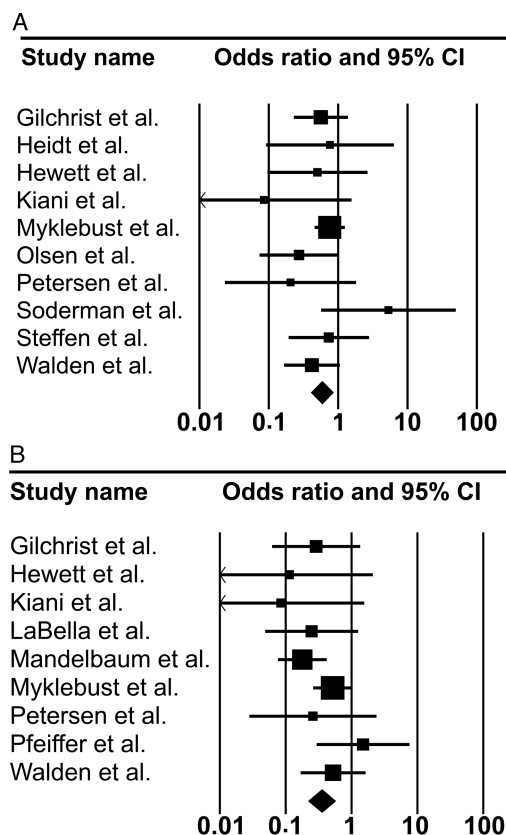 A
Study name Odds ratio and 95% CI
Gilchrist et al.
Heidt et al.
Hewett et al.
Kiani et al.
Myklebust et al.
Olsen et al.
Petersen et al.
Soderman et al.
Steffen et al.
Walden et al.
0.01 0.1 1 10 100
B
Study name Odds ratio and 95% CI
Gilchrist et al.
Hewett et al.
Kiani et al.
LaBella et al.
Mandelbaum et al.
Myklebust et al.
Petersen et al.
Pfeiffer et al.
Walden et al.
0.01 0.1 1 10 100